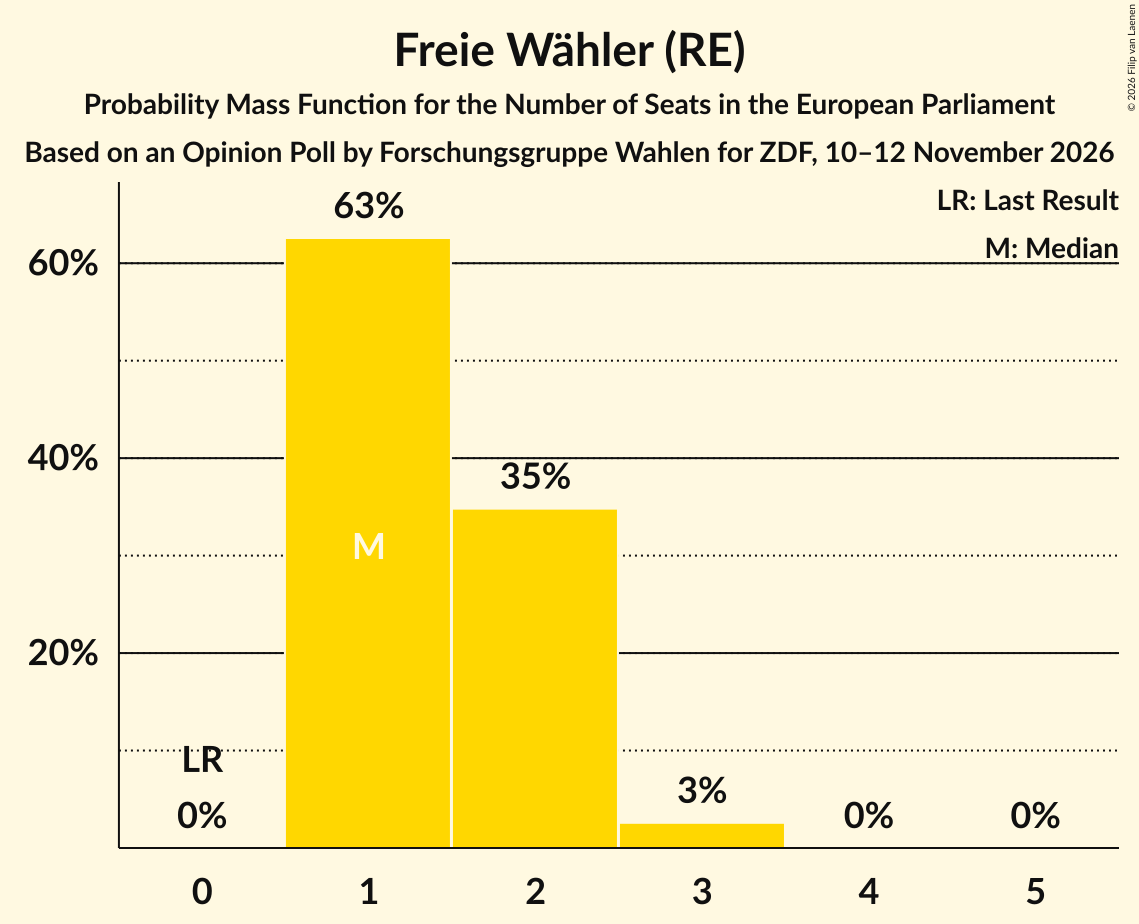 Freie Wähler (RE)
Probability Mass Function for the Number of Seats in the European Parliament
Based on an Opinion Poll by Forschungsgruppe Wahlen for ZDF, 10–12 November 2026
© 2026 Filip van Laenen
LR: Last Result
M: Median
63%
60%
40%
35%
M
20%
LR
3%
0%
0%
0%
0 1 2 3 4 5